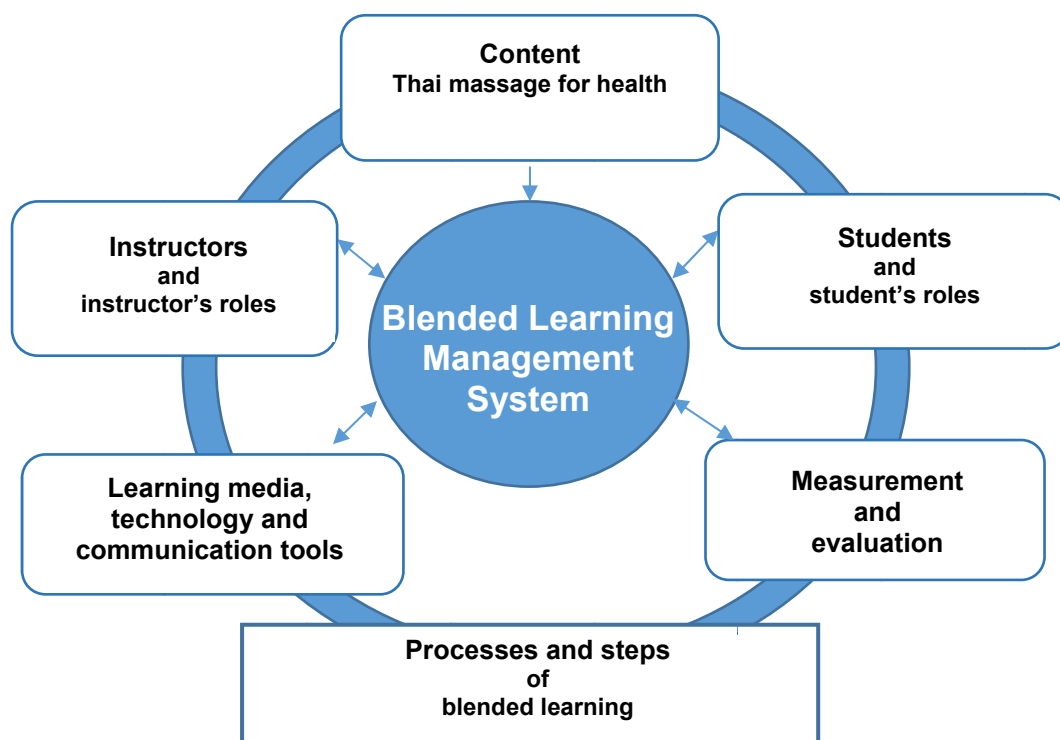 Content
Thai massage for health
Instructors
and
instructor’s roles
Students
and
student’s roles
Blended Learning
Management
System
Learning media,
technology and
communication tools
Measurement
and
evaluation
Processes and steps
of
blended learning